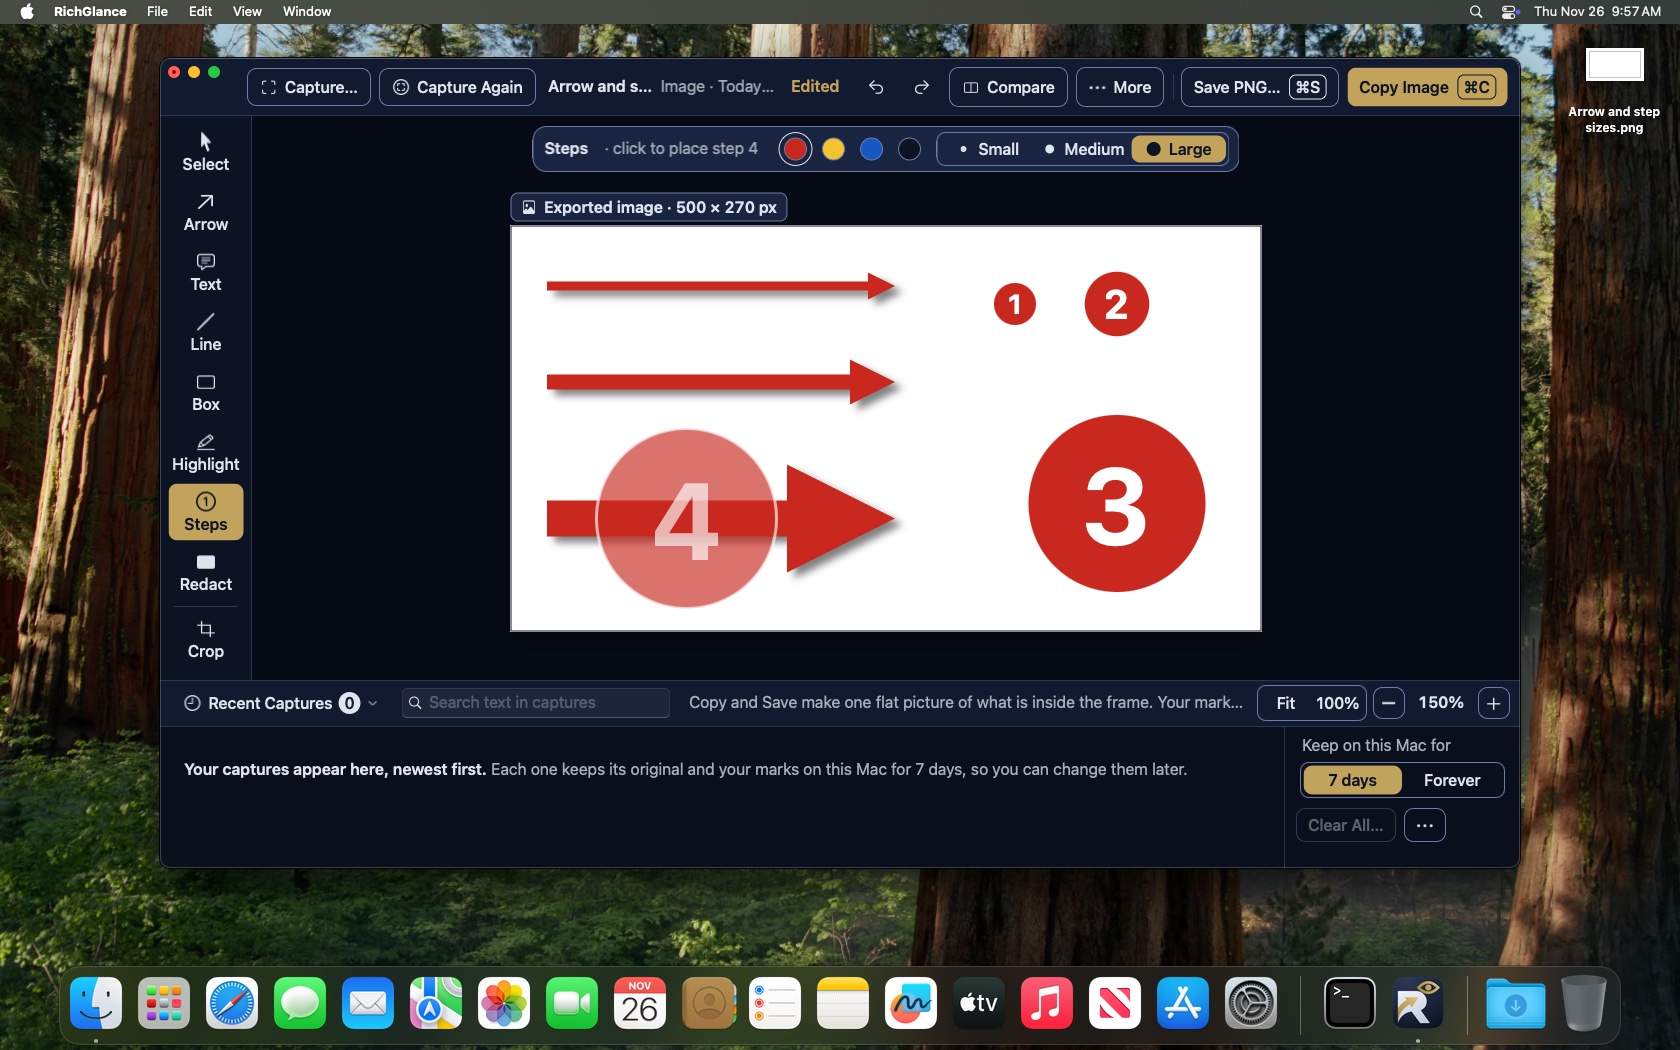 RichGlance File Edit View Window
Thu Nov 26 9:57 AM
Capture...
Capture Again
Arrow and s... Image · Today... Edited
Compare
··· More
Save PNG... ⌘S
Copy Image ⌘C
Arrow and step
sizes.png
Select
Arrow
Text
Line
Box
Highlight
1
Steps
Redact
Crop
Steps · click to place step 4
Small
Medium
Large
Exported image · 500 × 270 px
1
2
3
4
Recent Captures 0
Search text in captures
Copy and Save make one flat picture of what is inside the frame. Your mark...
Fit 100%
− 150% +
Your captures appear here, newest first. Each one keeps its original and your marks on this Mac for 7 days, so you can change them later.
Keep on this Mac for
7 days Forever
Clear All... ···
NOV
26
tv
>_
R